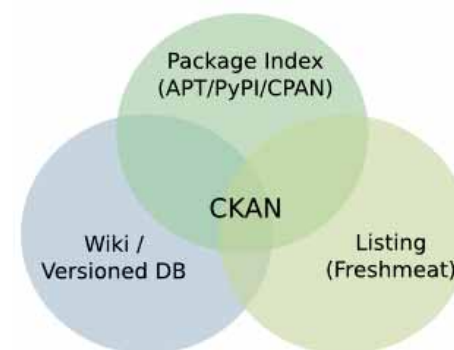 Package Index
(APT/PyPI/CPAN)
CKAN
Wiki /
Versioned DB
Listing
(Freshmeat)